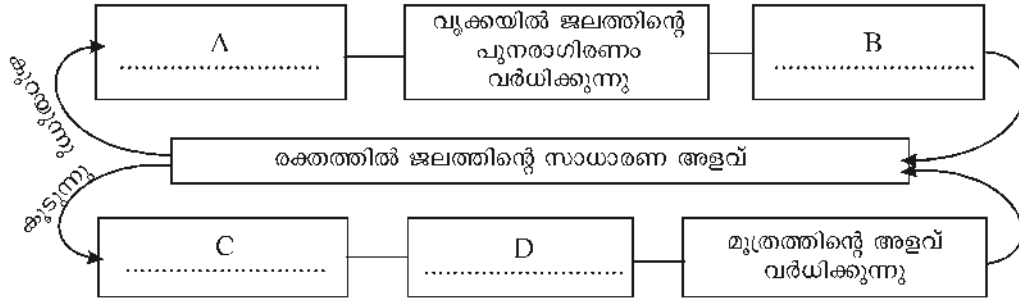 A
..............................
വൃക്കയിൽ ജലത്തിന്റെ
പുനരാഗിരണം
വർധിക്കുന്നു
B
..............................
കുറയുന്നു
രക്തത്തിൽ ജലത്തിന്റെ സാധാരണ അളവ്
കൂടുന്നു
C
..............................
D
..............................
മൂത്രത്തിന്റെ അളവ്
വർധിക്കുന്നു